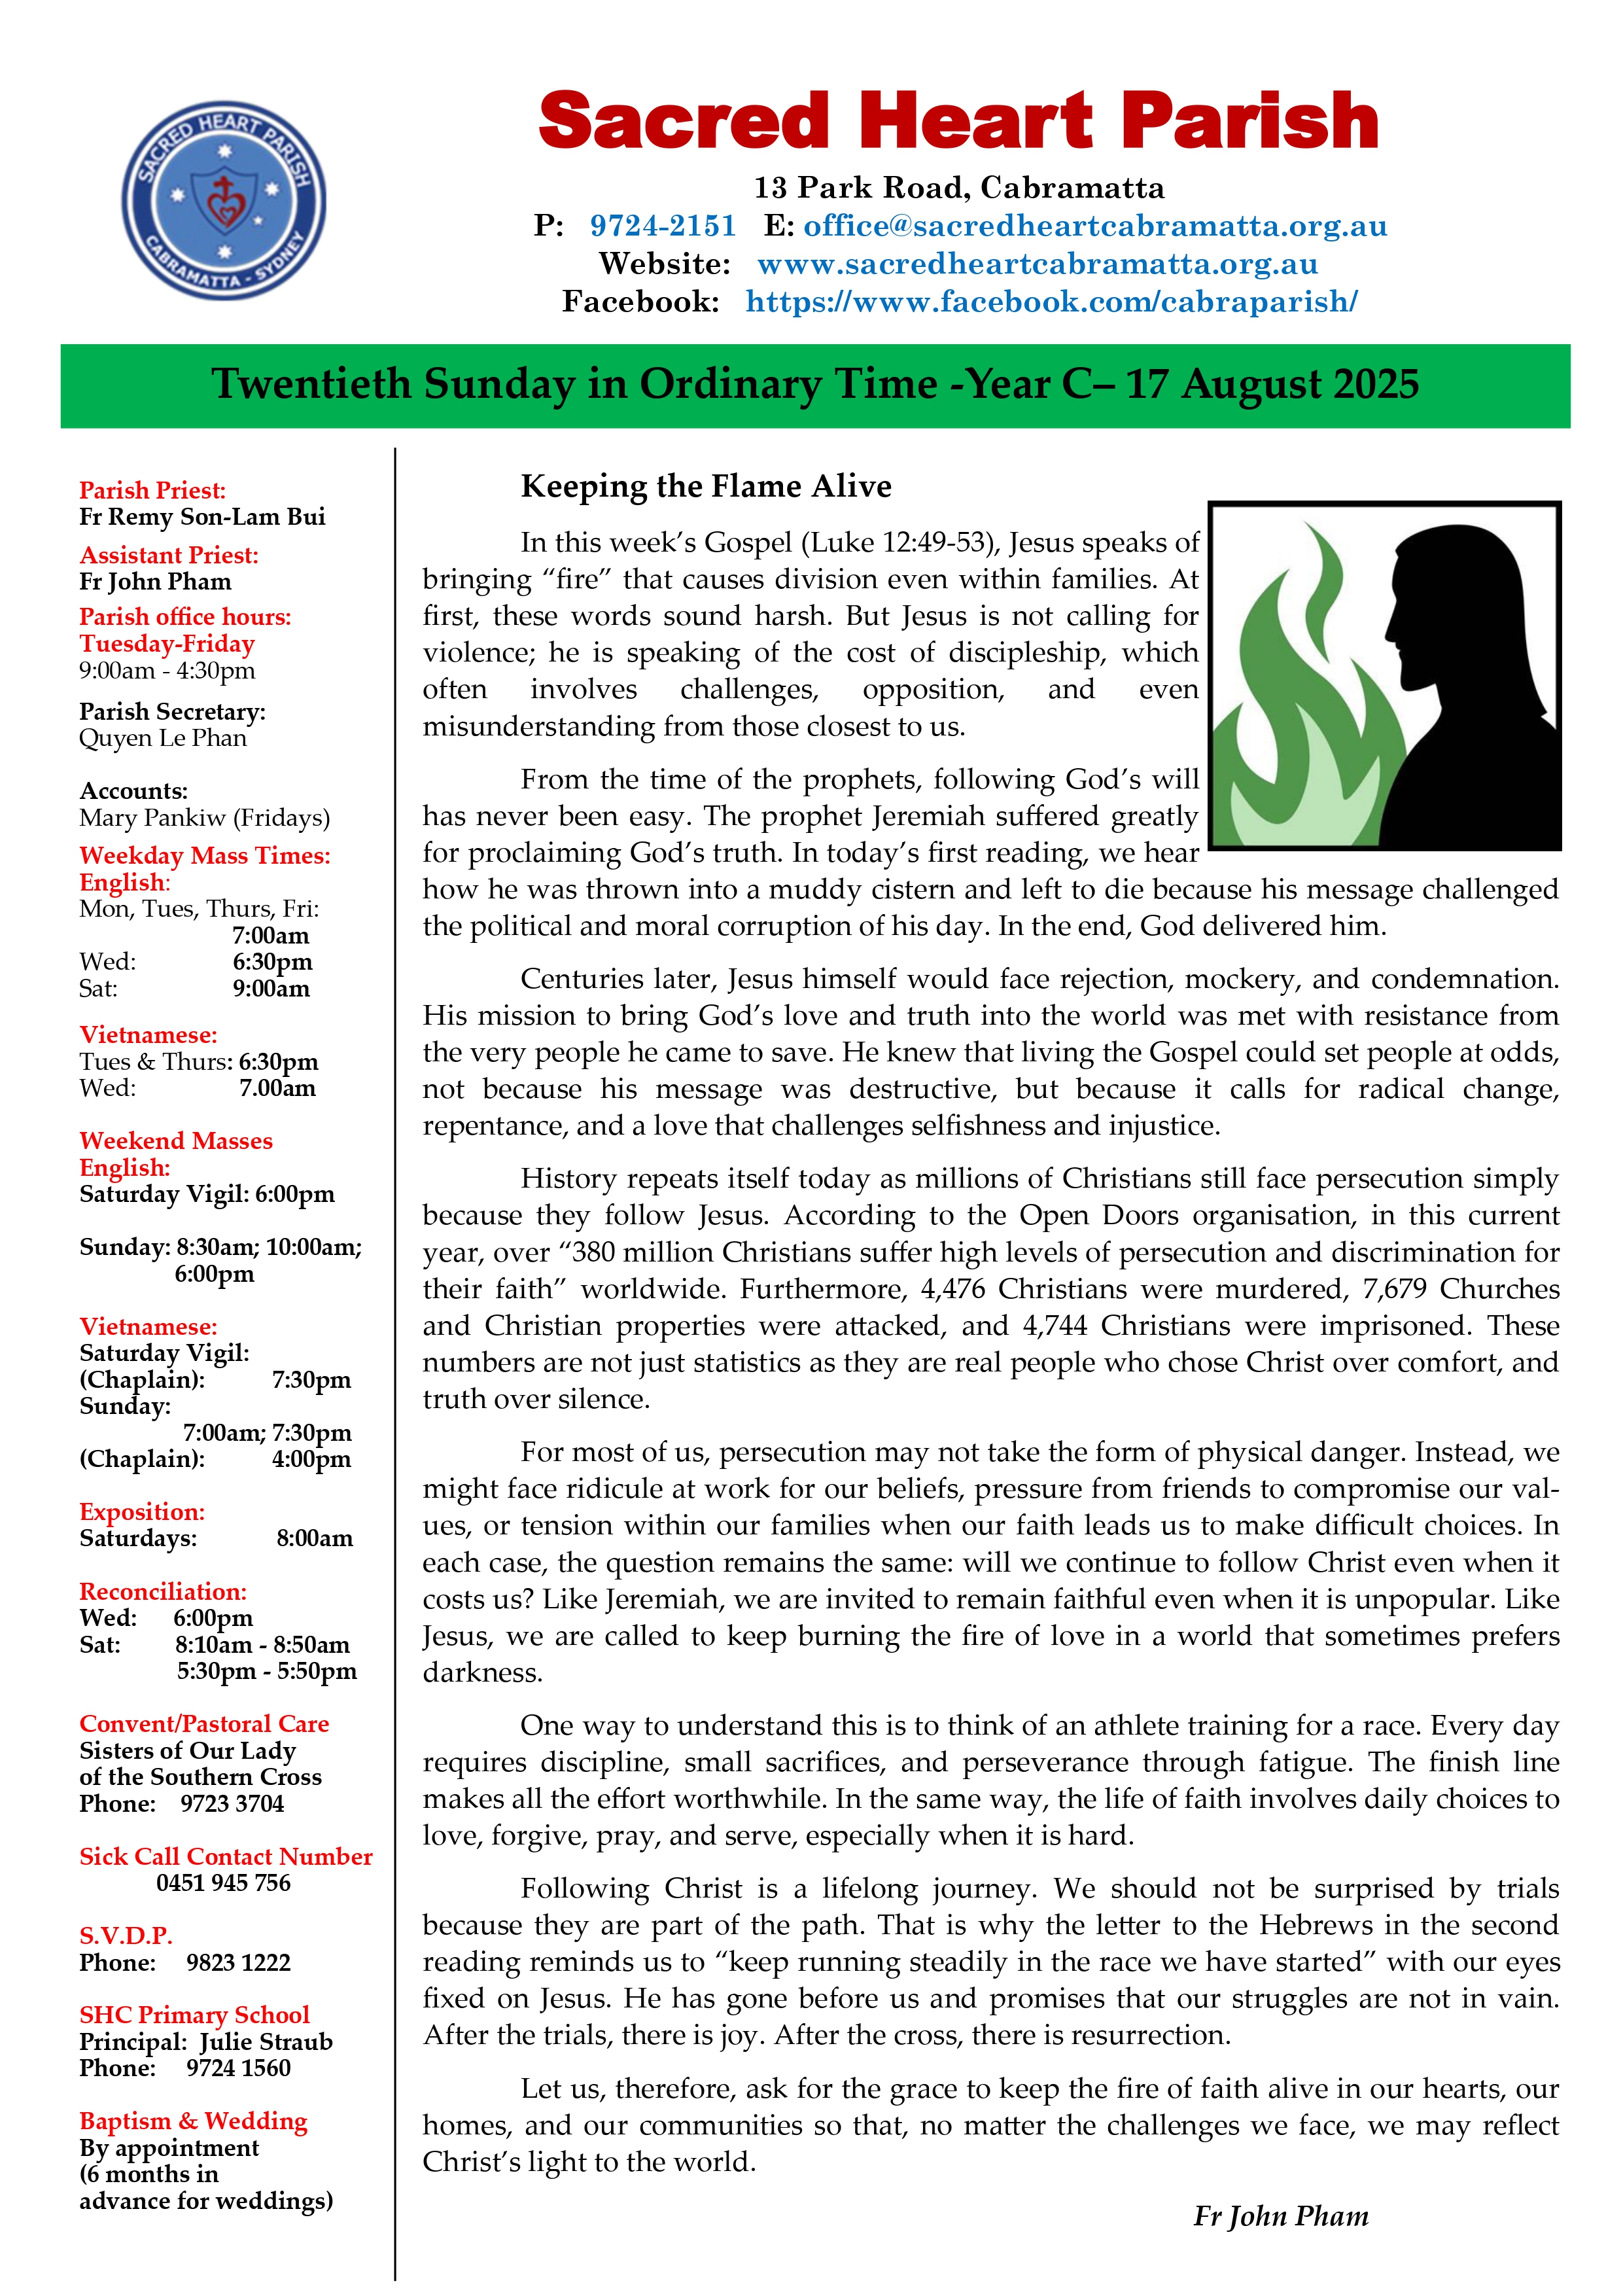 SACRED HEART PARISH
CABRAMATTA - SYDNEY
Sacred Heart Parish
13 Park Road, Cabramatta
P: 9724-2151 E: office@sacredheartcabramatta.org.au
Website: www.sacredheartcabramatta.org.au
Facebook: https://www.facebook.com/cabraparish/
Twentieth Sunday in Ordinary Time -Year C– 17 August 2025
Parish Priest:
Fr Remy Son-Lam Bui
Assistant Priest:
Fr John Pham
Parish office hours:
Tuesday-Friday
9:00am - 4:30pm
Parish Secretary:
Quyen Le Phan
Accounts:
Mary Pankiw (Fridays)
Weekday Mass Times:
English:
Mon, Tues, Thurs, Fri:
7:00am
Wed: 6:30pm
Sat: 9:00am
Vietnamese:
Tues & Thurs: 6:30pm
Wed: 7.00am
Weekend Masses
English:
Saturday Vigil: 6:00pm
Sunday: 8:30am; 10:00am;
6:00pm
Vietnamese:
Saturday Vigil:
(Chaplain): 7:30pm
Sunday:
7:00am; 7:30pm
(Chaplain): 4:00pm
Exposition:
Saturdays: 8:00am
Reconciliation:
Wed: 6:00pm
Sat: 8:10am - 8:50am
5:30pm - 5:50pm
Convent/Pastoral Care
Sisters of Our Lady
of the Southern Cross
Phone: 9723 3704
Sick Call Contact Number
0451 945 756
S.V.D.P.
Phone: 9823 1222
SHC Primary School
Principal: Julie Straub
Phone: 9724 1560
Baptism & Wedding
By appointment
(6 months in
advance for weddings)
Keeping the Flame Alive
In this week’s Gospel (Luke 12:49-53), Jesus speaks of
bringing “fire” that causes division even within families. At
first, these words sound harsh. But Jesus is not calling for
violence; he is speaking of the cost of discipleship, which
often involves challenges, opposition, and even
misunderstanding from those closest to us.
From the time of the prophets, following God’s will
has never been easy. The prophet Jeremiah suffered greatly
for proclaiming God’s truth. In today’s first reading, we hear
how he was thrown into a muddy cistern and left to die because his message challenged
the political and moral corruption of his day. In the end, God delivered him.
Centuries later, Jesus himself would face rejection, mockery, and condemnation.
His mission to bring God’s love and truth into the world was met with resistance from
the very people he came to save. He knew that living the Gospel could set people at odds,
not because his message was destructive, but because it calls for radical change,
repentance, and a love that challenges selfishness and injustice.
History repeats itself today as millions of Christians still face persecution simply
because they follow Jesus. According to the Open Doors organisation, in this current
year, over “380 million Christians suffer high levels of persecution and discrimination for
their faith” worldwide. Furthermore, 4,476 Christians were murdered, 7,679 Churches
and Christian properties were attacked, and 4,744 Christians were imprisoned. These
numbers are not just statistics as they are real people who chose Christ over comfort, and
truth over silence.
For most of us, persecution may not take the form of physical danger. Instead, we
might face ridicule at work for our beliefs, pressure from friends to compromise our val-
ues, or tension within our families when our faith leads us to make difficult choices. In
each case, the question remains the same: will we continue to follow Christ even when it
costs us? Like Jeremiah, we are invited to remain faithful even when it is unpopular. Like
Jesus, we are called to keep burning the fire of love in a world that sometimes prefers
darkness.
One way to understand this is to think of an athlete training for a race. Every day
requires discipline, small sacrifices, and perseverance through fatigue. The finish line
makes all the effort worthwhile. In the same way, the life of faith involves daily choices to
love, forgive, pray, and serve, especially when it is hard.
Following Christ is a lifelong journey. We should not be surprised by trials
because they are part of the path. That is why the letter to the Hebrews in the second
reading reminds us to “keep running steadily in the race we have started” with our eyes
fixed on Jesus. He has gone before us and promises that our struggles are not in vain.
After the trials, there is joy. After the cross, there is resurrection.
Let us, therefore, ask for the grace to keep the fire of faith alive in our hearts, our
homes, and our communities so that, no matter the challenges we face, we may reflect
Christ’s light to the world.
Fr John Pham